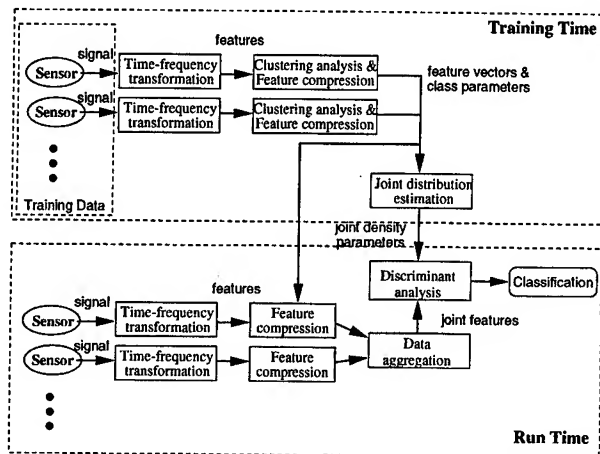 Training Time
signal
features
Sensor
Time-frequency
transformation
Clustering analysis &
Feature compression
feature vectors &
class parameters
signal
Sensor
Time-frequency
transformation
Clustering analysis &
Feature compression
Training Data
Joint distribution
estimation
joint density
parameters
Discriminant
analysis
Classification
signal
features
Sensor
Time-frequency
transformation
Feature
compression
joint features
signal
Sensor
Time-frequency
transformation
Feature
compression
Data
aggregation
Run Time